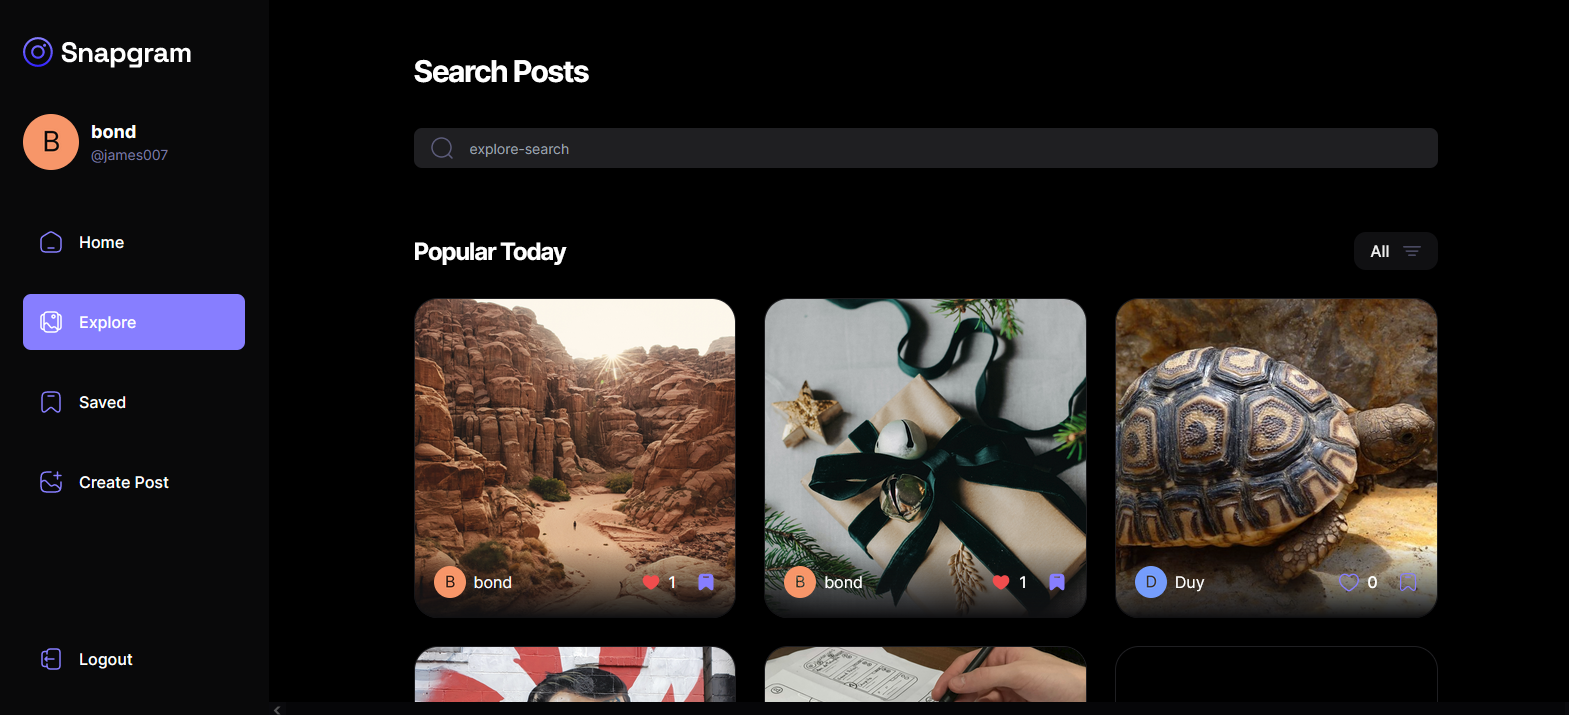 Snapgram
B
bond
@james007
Home
Explore
Saved
Create Post
Logout
Search Posts
explore-search
Popular Today
All
B bond 1
B bond 1
D Duy 0